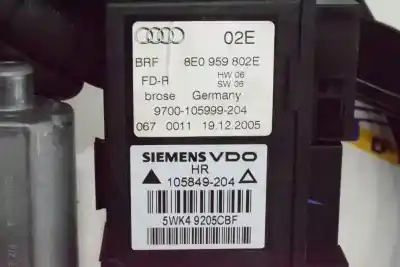 02E
BRF 8E0 959 802E
FD-R HW 06
SW 06
brose Germany
9700-105999-204
067 0011 19.12.2005
SIEMENS VDO
HR
105849-204
5WK4 9205CBF